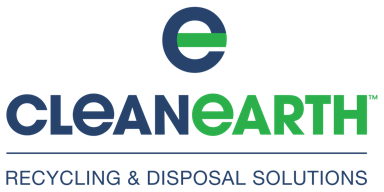 e
CLeANeARTH™
RECYCLING & DISPOSAL SOLUTIONS